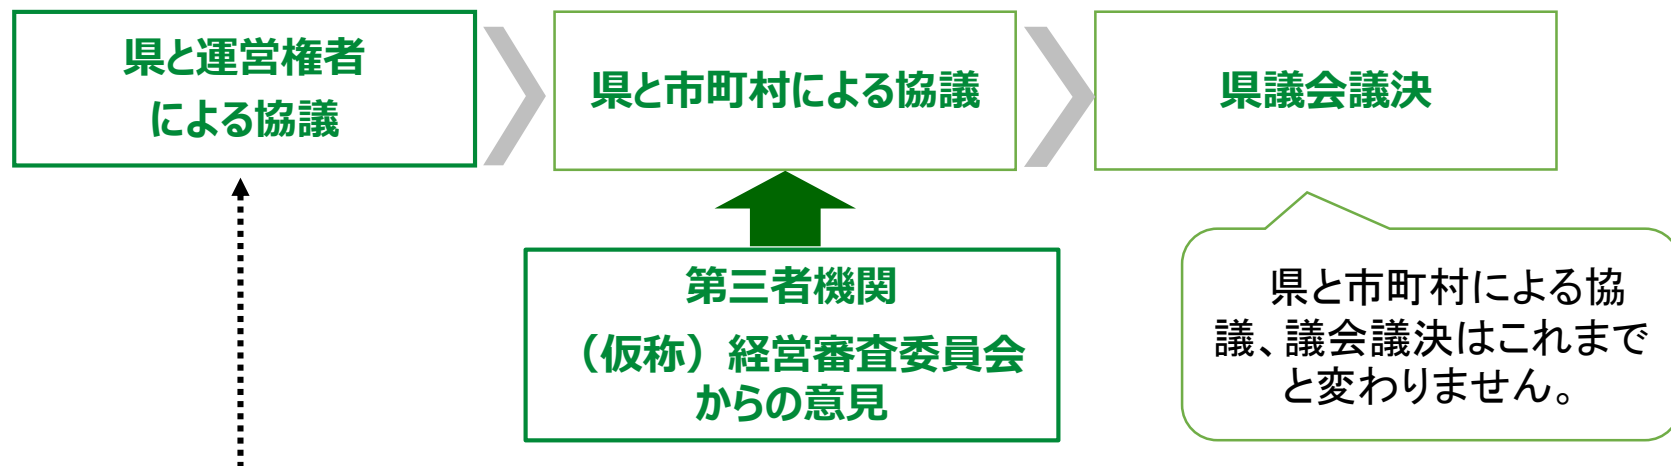 県と運営権者
による協議
県と市町村による協議
県議会議決
第三者機関
（仮称）経営審査委員会
からの意見
県と市町村による協
議、議会議決はこれまで
と変わりません。